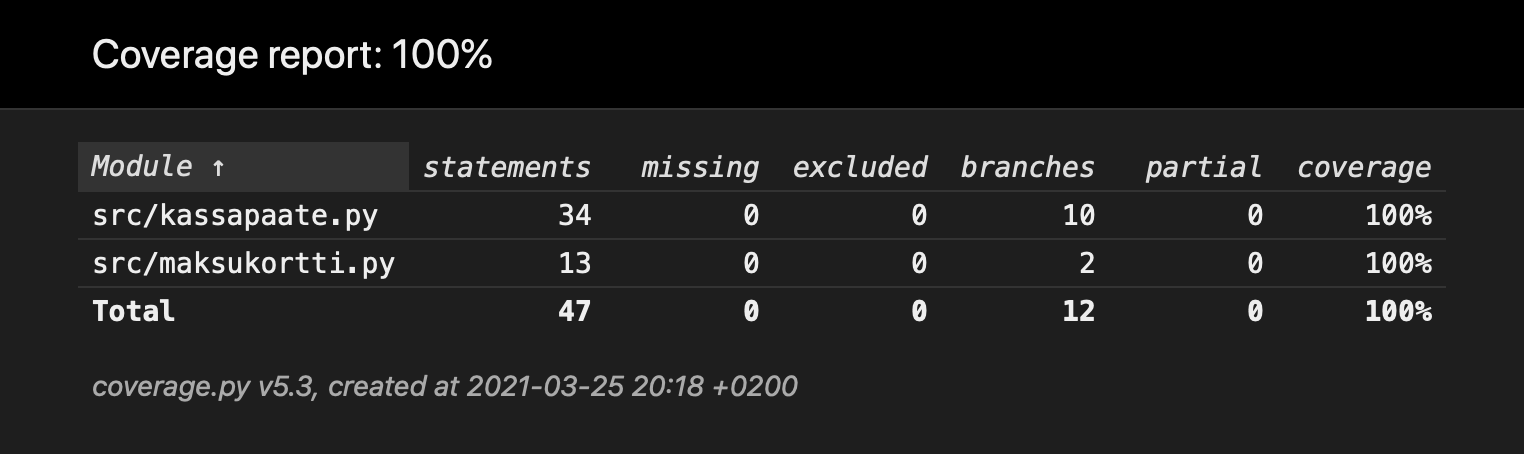 Coverage report: 100%
Module ↑ statements missing excluded branches partial coverage
src/kassapaate.py 34 0 0 10 0 100%
src/maksukortti.py 13 0 0 2 0 100%
Total 47 0 0 12 0 100%
coverage.py v5.3, created at 2021-03-25 20:18 +0200